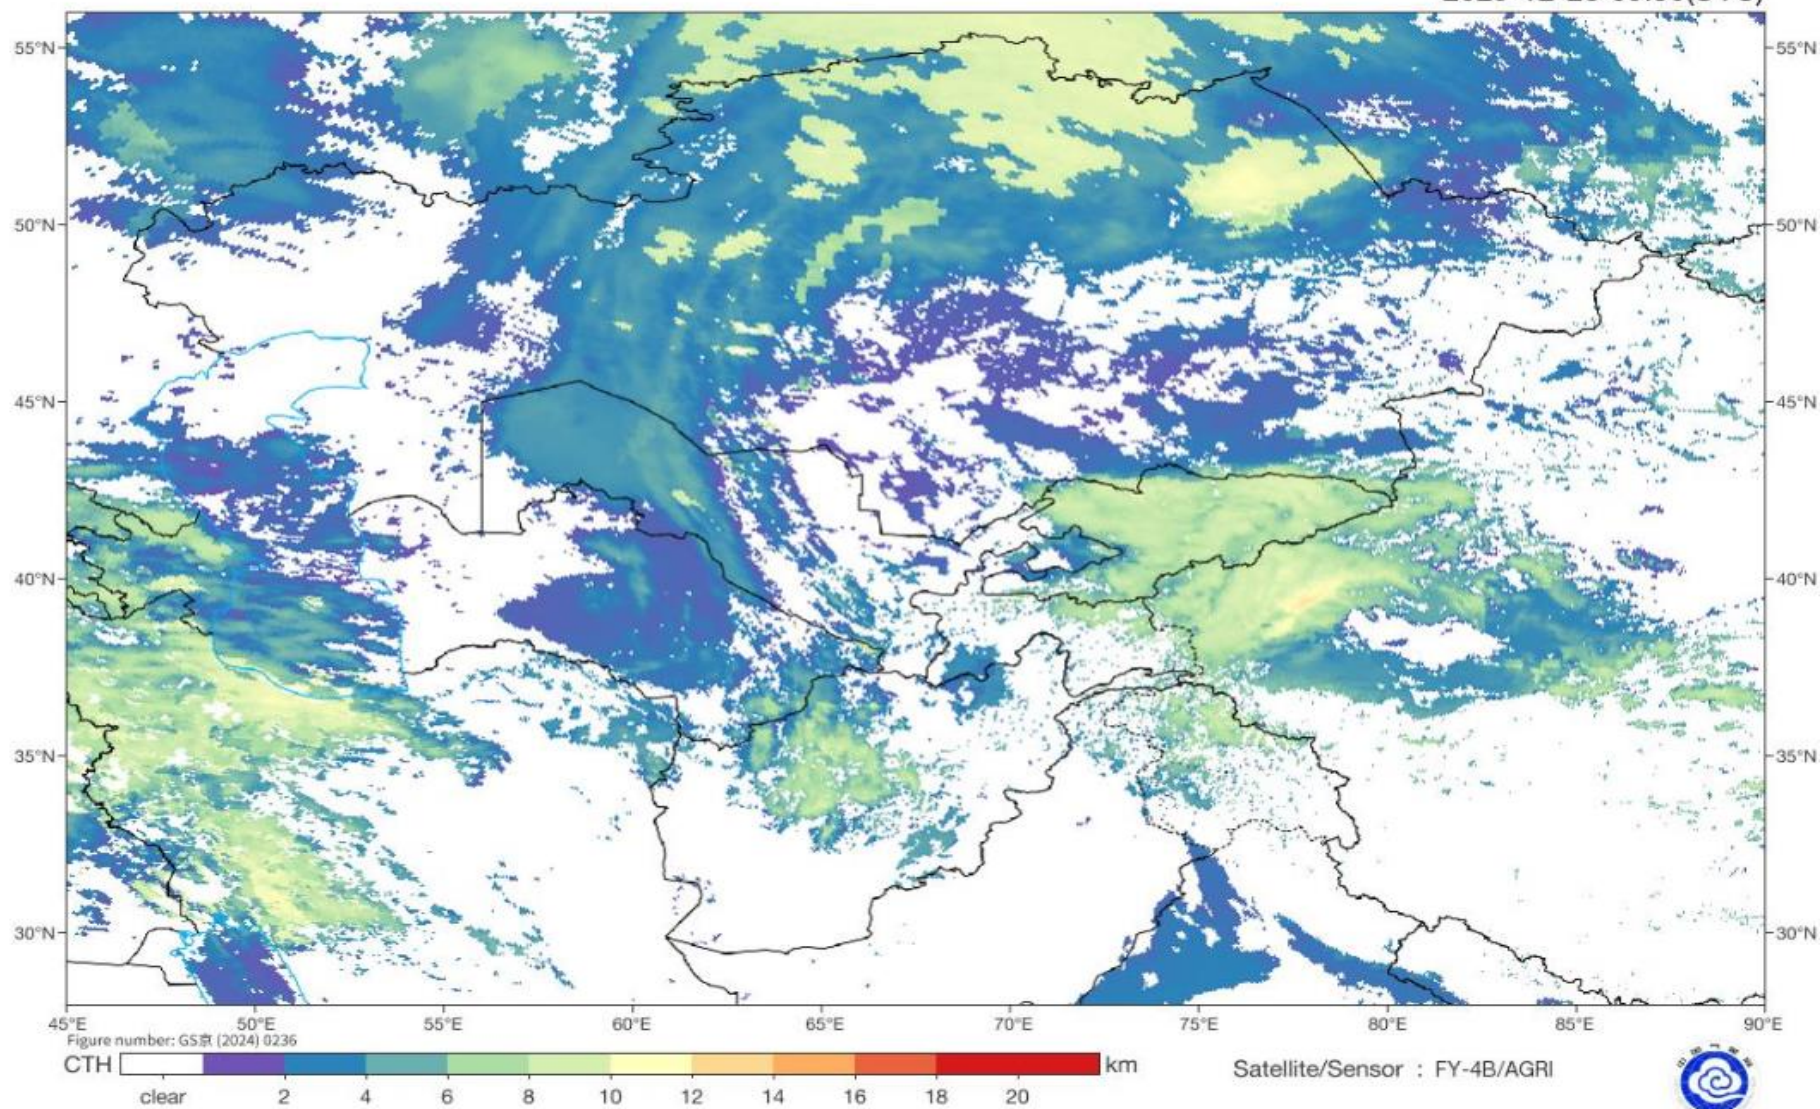 55°N 55°N
50°N 50°N
45°N 45°N
40°N 40°N
35°N 35°N
30°N 30°N
45°E 50°E 55°E 60°E 65°E 70°E 75°E 80°E 85°E 90°E
Figure number: GS京 (2024) 0236
CTH km
clear 2 4 6 8 10 12 14 16 18 20
Satellite/Sensor : FY-4B/AGRI